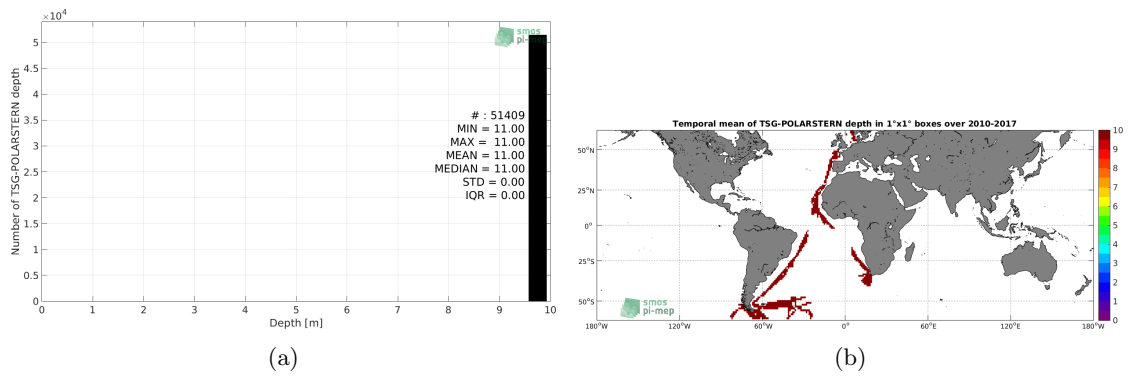 ×10⁴
5
4.5
4
3.5
3
2.5
2
1.5
1
0.5
0
Number of TSG-POLARSTERN depth
smos
pi-mep
# : 51409
MIN = 11.00
MAX = 11.00
MEAN = 11.00
MEDIAN = 11.00
STD = 0.00
IQR = 0.00
0 1 2 3 4 5 6 7 8 9 10
Depth [m]
(a)
Temporal mean of TSG-POLARSTERN depth in 1°x1° boxes over 2010-2017
50°N
25°N
0°
25°S
50°S
smos
pi-mep
180°W 120°W 60°W 0° 60°E 120°E 180°W
10
9
8
7
6
5
4
3
2
1
0
(b)